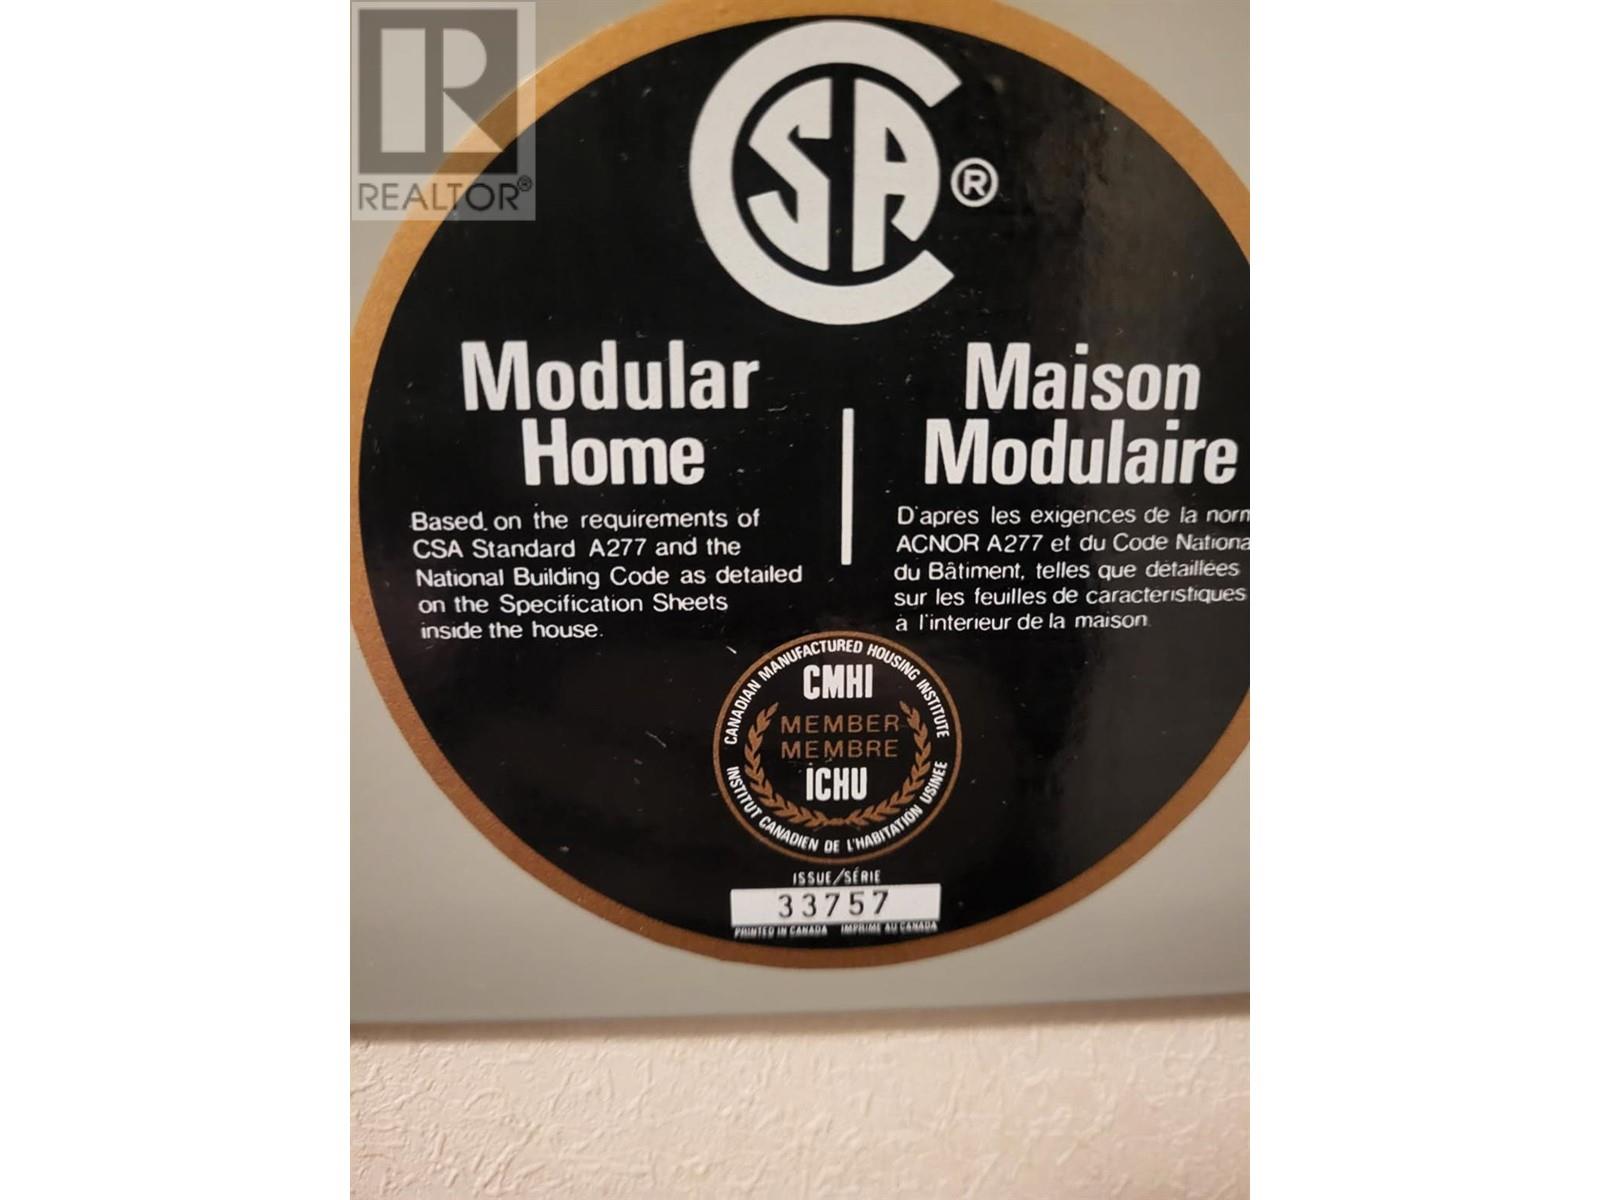 REALTOR®
CSA®
Modular
Home
Based on the requirements of
CSA Standard A277 and the
National Building Code as detailed
on the Specification Sheets
inside the house.
Maison
Modulaire
D'apres les exigences de la norm
ACNOR A277 et du Code Nationa
du Bâtiment, telles que détaillées
sur les feuilles de caracteristiques
a l'interieur de la maison.
CANADIAN MANUFACTURED HOUSING INSTITUTE
CMHI
MEMBER
MEMBRE
ICHU
INSTITUT CANADIEN DE L'HABITATION USINEE
ISSUE/SÉRIE
33757
PRINTED IN CANADA IMPRIME AU CANADA